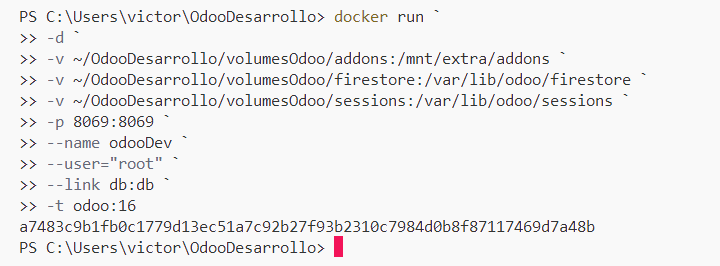 PS C:\Users\victor\OdooDesarrollo> docker run `
>> -d `
>> -v ~/OdooDesarrollo/volumesOdoo/addons:/mnt/extra/addons `
>> -v ~/OdooDesarrollo/volumesOdoo/firestore:/var/lib/odoo/firestore `
>> -v ~/OdooDesarrollo/volumesOdoo/sessions:/var/lib/odoo/sessions `
>> -p 8069:8069 `
>> --name odooDev `
>> --user="root" `
>> --link db:db `
>> -t odoo:16
a7483c9b1fb0c1779d13ec51a7c92b27f93b2310c7984d0b8f87117469d7a48b
PS C:\Users\victor\OdooDesarrollo>